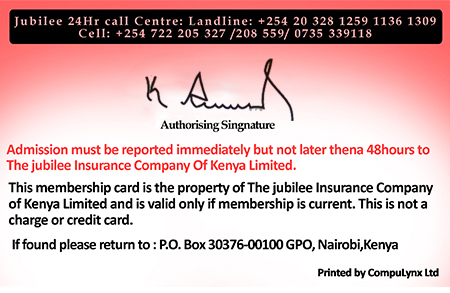 Jubilee 24Hr call Centre: Landline: +254 20 328 1259 1136 1309
Cell: +254 722 205 327 /208 559/ 0735 339118
Authorising Singnature
Admission must be reported immediately but not later thena 48hours to
The jubilee Insurance Company Of Kenya Limited.
This membership card is the property of The jubilee Insurance Company
of Kenya Limited and is valid only if membership is current. This is not a
charge or credit card.
If found please return to : P.O. Box 30376-00100 GPO, Nairobi,Kenya
Printed by CompuLynx Ltd